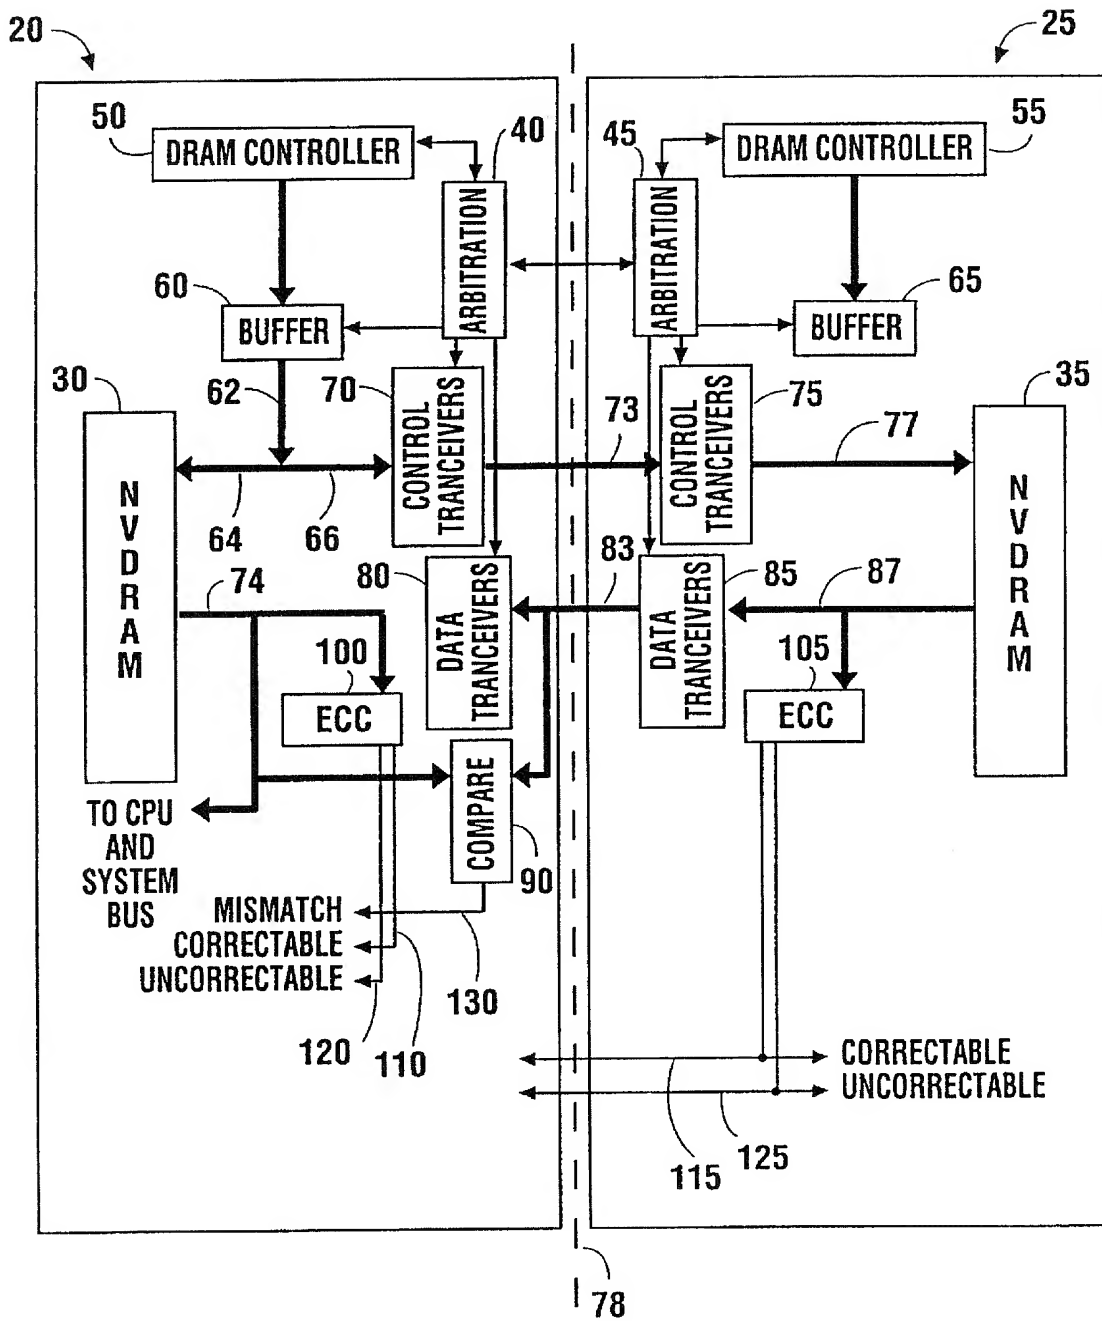 20
25
50
DRAM CONTROLLER
40
45
DRAM CONTROLLER
55
ARBITRATION
ARBITRATION
60
BUFFER
65
BUFFER
30
62
70
CONTROL
TRANCEIVERS
73
CONTROL
TRANCEIVERS
75
77
35
NVDRAM
64
66
NVDRAM
74
80
DATA
TRANCEIVERS
83
DATA
TRANCEIVERS
85
87
100
ECC
105
ECC
COMPARE
90
TO CPU
AND
SYSTEM
BUS
MISMATCH
CORRECTABLE
UNCORRECTABLE
130
120
110
CORRECTABLE
UNCORRECTABLE
115
125
78